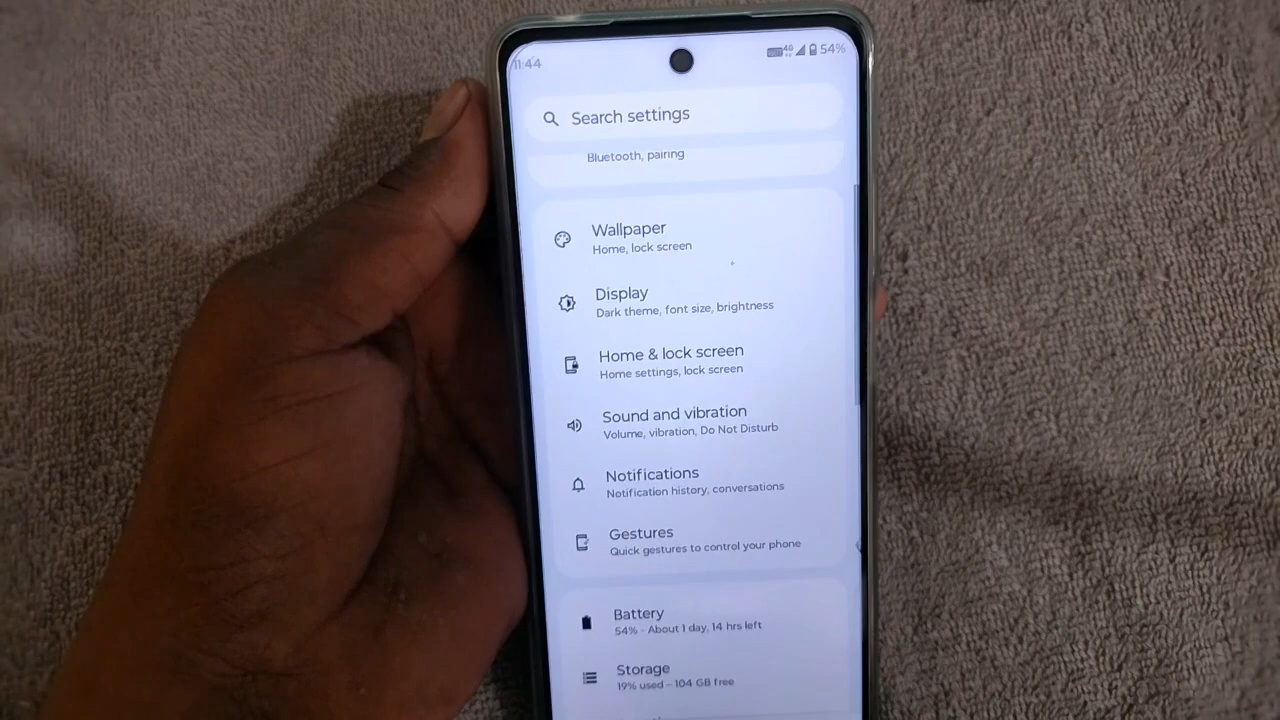 11:44
4G 54%
Search settings
Bluetooth, pairing
Wallpaper
Home, lock screen
Display
Dark theme, font size, brightness
Home & lock screen
Home settings, lock screen
Sound and vibration
Volume, vibration, Do Not Disturb
Notifications
Notification history, conversations
Gestures
Quick gestures to control your phone
Battery
54% - About 1 day, 14 hrs left
Storage
19% used - 104 GB free